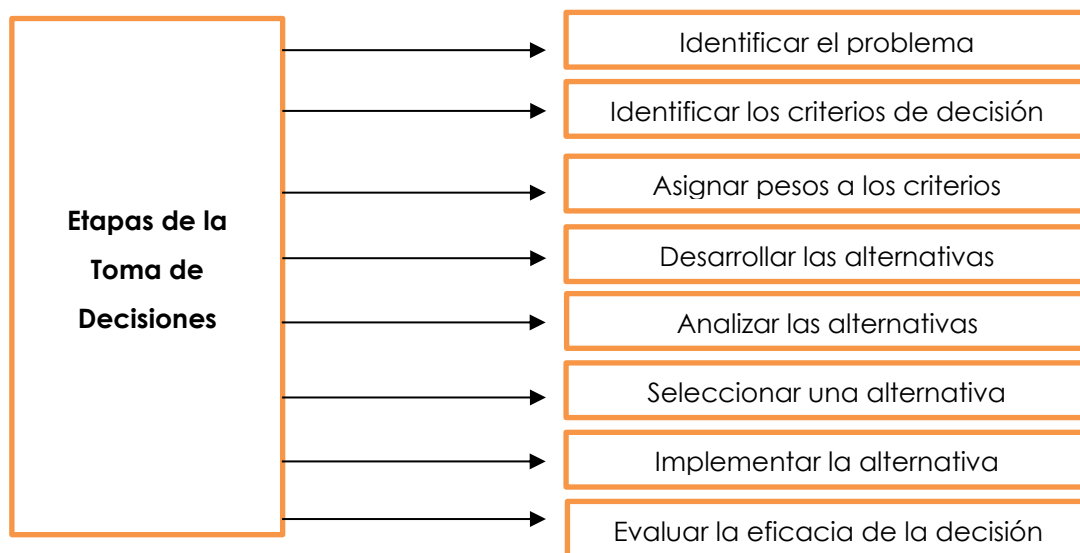 Etapas de la
Toma de
Decisiones
Identificar el problema
Identificar los criterios de decisión
Asignar pesos a los criterios
Desarrollar las alternativas
Analizar las alternativas
Seleccionar una alternativa
Implementar la alternativa
Evaluar la eficacia de la decisión